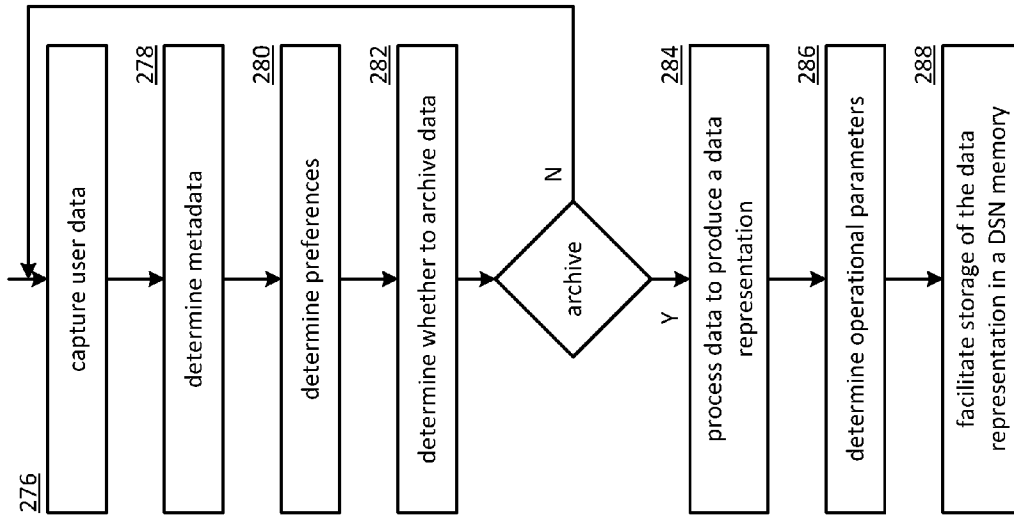 276
capture user data
278
determine metadata
280
determine preferences
282
determine whether to archive data
archive
N
Y
284
process data to produce a data
representation
286
determine operational parameters
288
facilitate storage of the data
representation in a DSN memory